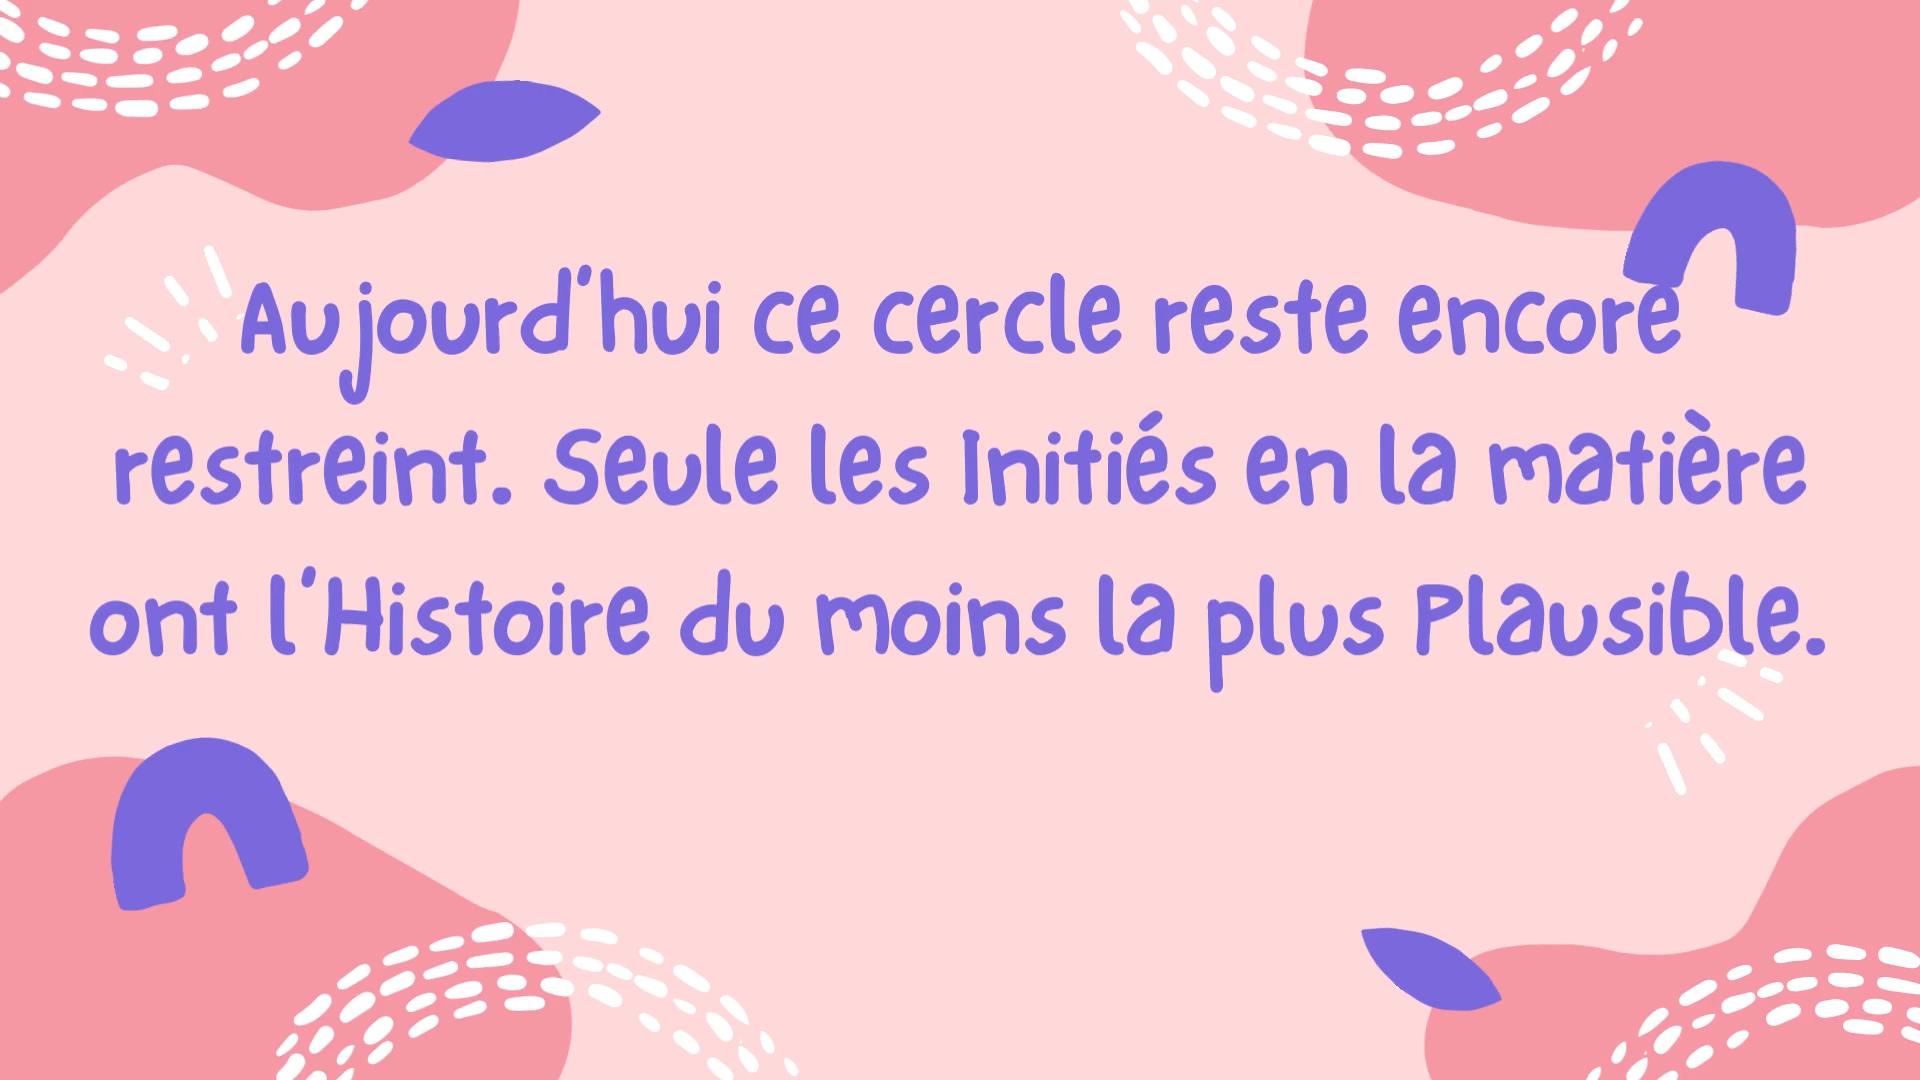 Aujourd'hui ce cercle reste encore
restreint. Seule les Initiés en la matière
ont l'Histoire du moins la plus Plausible.